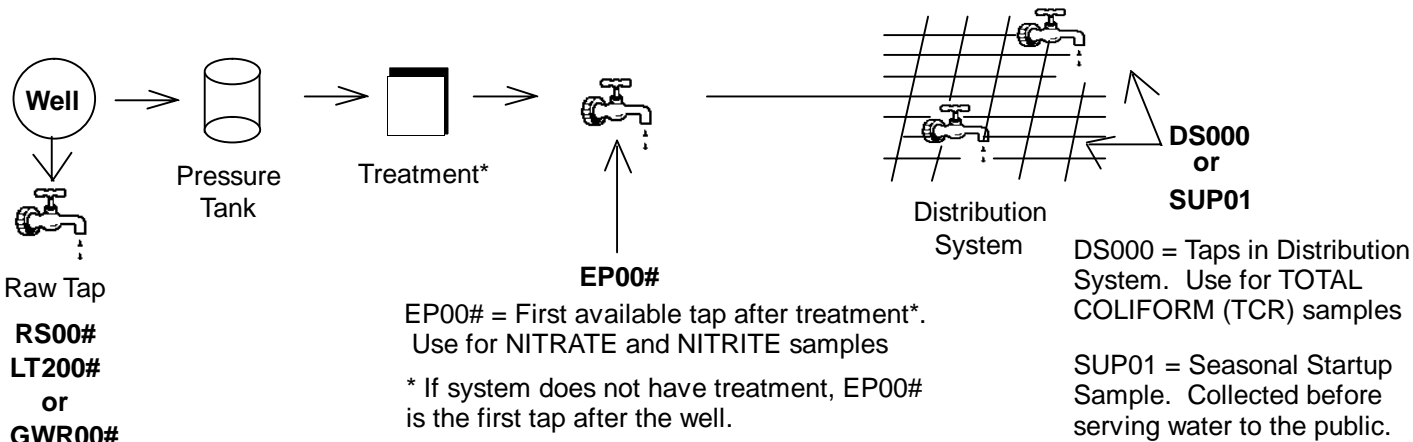 Well
Pressure
Tank
Treatment*
Raw Tap
RS00#
LT200#
or
GWR00#
EP00#
EP00# = First available tap after treatment*.
Use for NITRATE and NITRITE samples
* If system does not have treatment, EP00#
is the first tap after the well.
Distribution
System
DS000
or
SUP01
DS000 = Taps in Distribution
System. Use for TOTAL
COLIFORM (TCR) samples
SUP01 = Seasonal Startup
Sample. Collected before
serving water to the public.